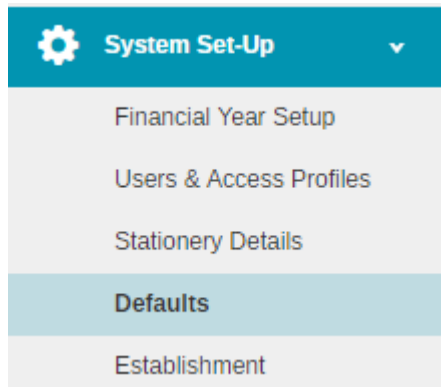 System Set-Up
Financial Year Setup
Users & Access Profiles
Stationery Details
Defaults
Establishment